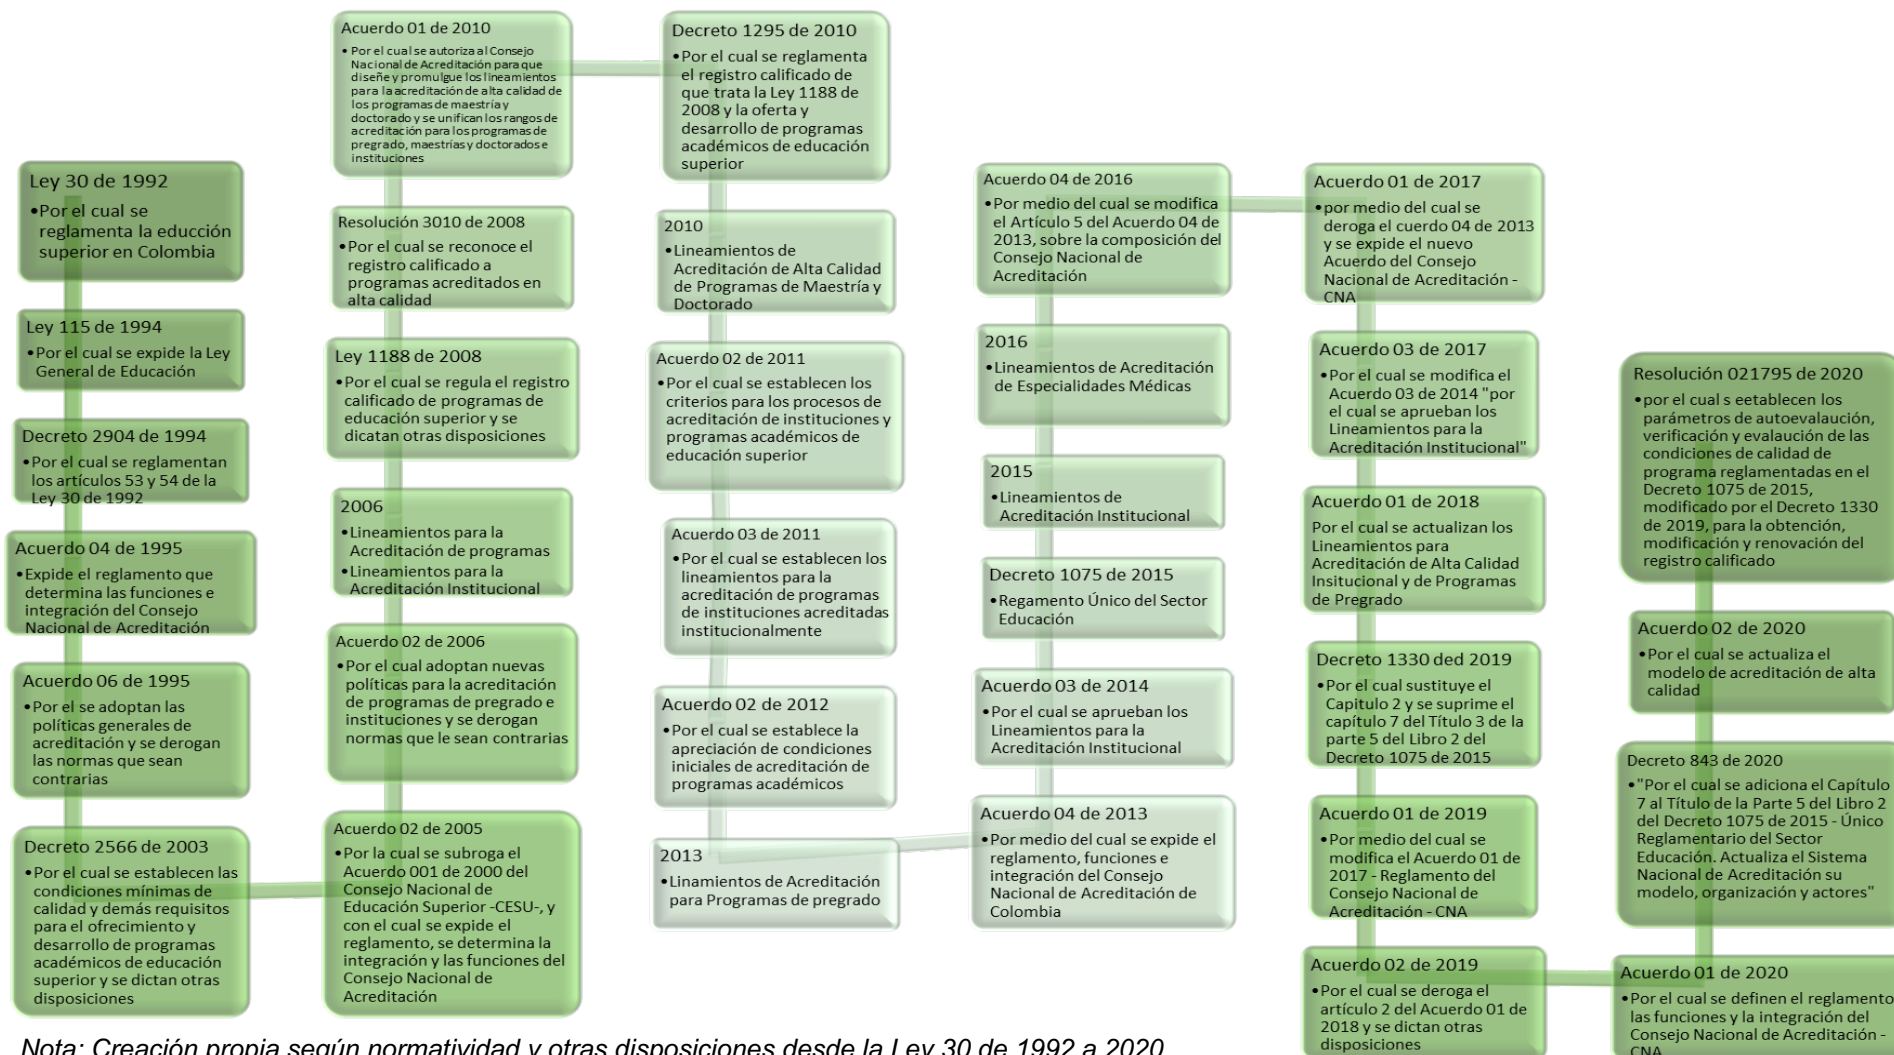 Ley 30 de 1992
•Por el cual se
reglamenta la educción
superior en Colombia
Ley 115 de 1994
•Por el cual se expide la Ley
General de Educación
Decreto 2904 de 1994
•Por el cual se reglamentan
los artículos 53 y 54 de la
Ley 30 de 1992
Acuerdo 04 de 1995
•Expide el reglamento que
determina las funciones e
integración del Consejo
Nacional de Acreditación
Acuerdo 06 de 1995
•Por el se adoptan las
políticas generales de
acreditación y se derogan
las normas que sean
contrarias
Decreto 2566 de 2003
•Por el cual se establecen las
condiciones mínimas de
calidad y demás requisitos
para el ofrecimiento y
desarrollo de programas
académicos de educación
superior y se dictan otras
disposiciones
Acuerdo 02 de 2005
•Por la cual se subroga el
Acuerdo 001 de 2000 del
Consejo Nacional de
Educación Superior -CESU-, y
con el cual se expide el
reglamento, se determina la
integración y las funciones del
Consejo Nacional de
Acreditación
Acuerdo 02 de 2006
•Por el cual adoptan nuevas
políticas para la acreditación
de programas de pregrado e
instituciones y se derogan
normas que le sean contrarias
2006
•Lineamientos para la
Acreditación de programas
•Lineamientos para la
Acreditación Institucional
Ley 1188 de 2008
•Por el cual se regula el registro
calificado de programas de
educación superior y se
dicatan otras disposiciones
Resolución 3010 de 2008
•Por el cual se reconoce el
registro calificado a
programas acreditados en
alta calidad
Acuerdo 01 de 2010
•Por el cual se autoriza al Consejo
Nacional de Acreditación para que
diseñe y promulgue los lineamientos
para la acreditación de alta calidad de
los programas de maestría y
doctorado y se unifican los rangos de
acreditación para los programas de
pregrado, maestrías y doctorados e
instituciones
Decreto 1295 de 2010
•Por el cual se reglamenta
el registro calificado de
que trata la Ley 1188 de
2008 y la oferta y
desarrollo de programas
académicos de educación
superior
2010
•Lineamientos de
Acreditación de Alta Calidad
de Programas de Maestría y
Doctorado
Acuerdo 02 de 2011
•Por el cual se establecen los
criterios para los procesos de
acreditación de instituciones y
programas académicos de
educación superior
Acuerdo 03 de 2011
•Por el cual se establecen los
lineamientos para la
acreditación de programas
de instituciones acreditadas
institucionalmente
Acuerdo 02 de 2012
•Por el cual se establece la
apreciación de condiciones
iniciales de acreditación de
programas académicos
2013
•Linamientos de Acreditación
para Programas de pregrado
Acuerdo 04 de 2013
•Por medio del cual se expide el
reglamento, funciones e
integración del Consejo
Nacional de Acreditación de
Colombia
Acuerdo 03 de 2014
•Por el cual se aprueban los
Lineamientos para la
Acreditación Institucional
Decreto 1075 de 2015
•Regamento Único del Sector
Educación
2015
•Lineamientos de
Acreditación Institucional
2016
•Lineamientos de Acreditación
de Especialidades Médicas
Acuerdo 04 de 2016
•Por medio del cual se modifica
el Artículo 5 del Acuerdo 04 de
2013, sobre la composición del
Consejo Nacional de
Acreditación
Acuerdo 01 de 2017
•por medio del cual se
deroga el cuerdo 04 de 2013
y se expide el nuevo
Acuerdo del Consejo
Nacional de Acreditación -
CNA
Acuerdo 03 de 2017
•Por el cual se modifica el
Acuerdo 03 de 2014 "por
el cual se aprueban los
Lineamientos para la
Acreditación Institucional"
Acuerdo 01 de 2018
Por el cual se actualizan los
Lineamientos para
Acreditación de Alta Calidad
Insitucional y de Programas
de Pregrado
Decreto 1330 ded 2019
•Por el cual sustituye el
Capitulo 2 y se suprime el
capítulo 7 del Título 3 de la
parte 5 del Libro 2 del
Decreto 1075 de 2015
Acuerdo 01 de 2019
•Por medio del cual se
modifica el Acuerdo 01 de
2017 - Reglamento del
Consejo Nacional de
Acreditación - CNA
Acuerdo 02 de 2019
•Por el cual se deroga el
artículo 2 del Acuerdo 01 de
2018 y se dictan otras
disposiciones
Acuerdo 01 de 2020
•Por el cual se definen el reglamento
las funciones y la integración del
Consejo Nacional de Acreditación -
CNA
Decreto 843 de 2020
•"Por el cual se adiciona el Capítulo
7 al Título de la Parte 5 del Libro 2
del Decreto 1075 de 2015 - Único
Reglamentario del Sector
Educación. Actualiza el Sistema
Nacional de Acreditación su
modelo, organización y actores"
Acuerdo 02 de 2020
•Por el cual se actualiza el
modelo de acreditación de alta
calidad
Resolución 021795 de 2020
•por el cual s eetablecen los
parámetros de autoevalaución,
verificación y evalaución de las
condiciones de calidad de
programa reglamentadas en el
Decreto 1075 de 2015,
modificado por el Decreto 1330
de 2019, para la obtención,
modificación y renovación del
registro calificado
Nota: Creación propia según normatividad y otras disposiciones desde la Ley 30 de 1992 a 2020